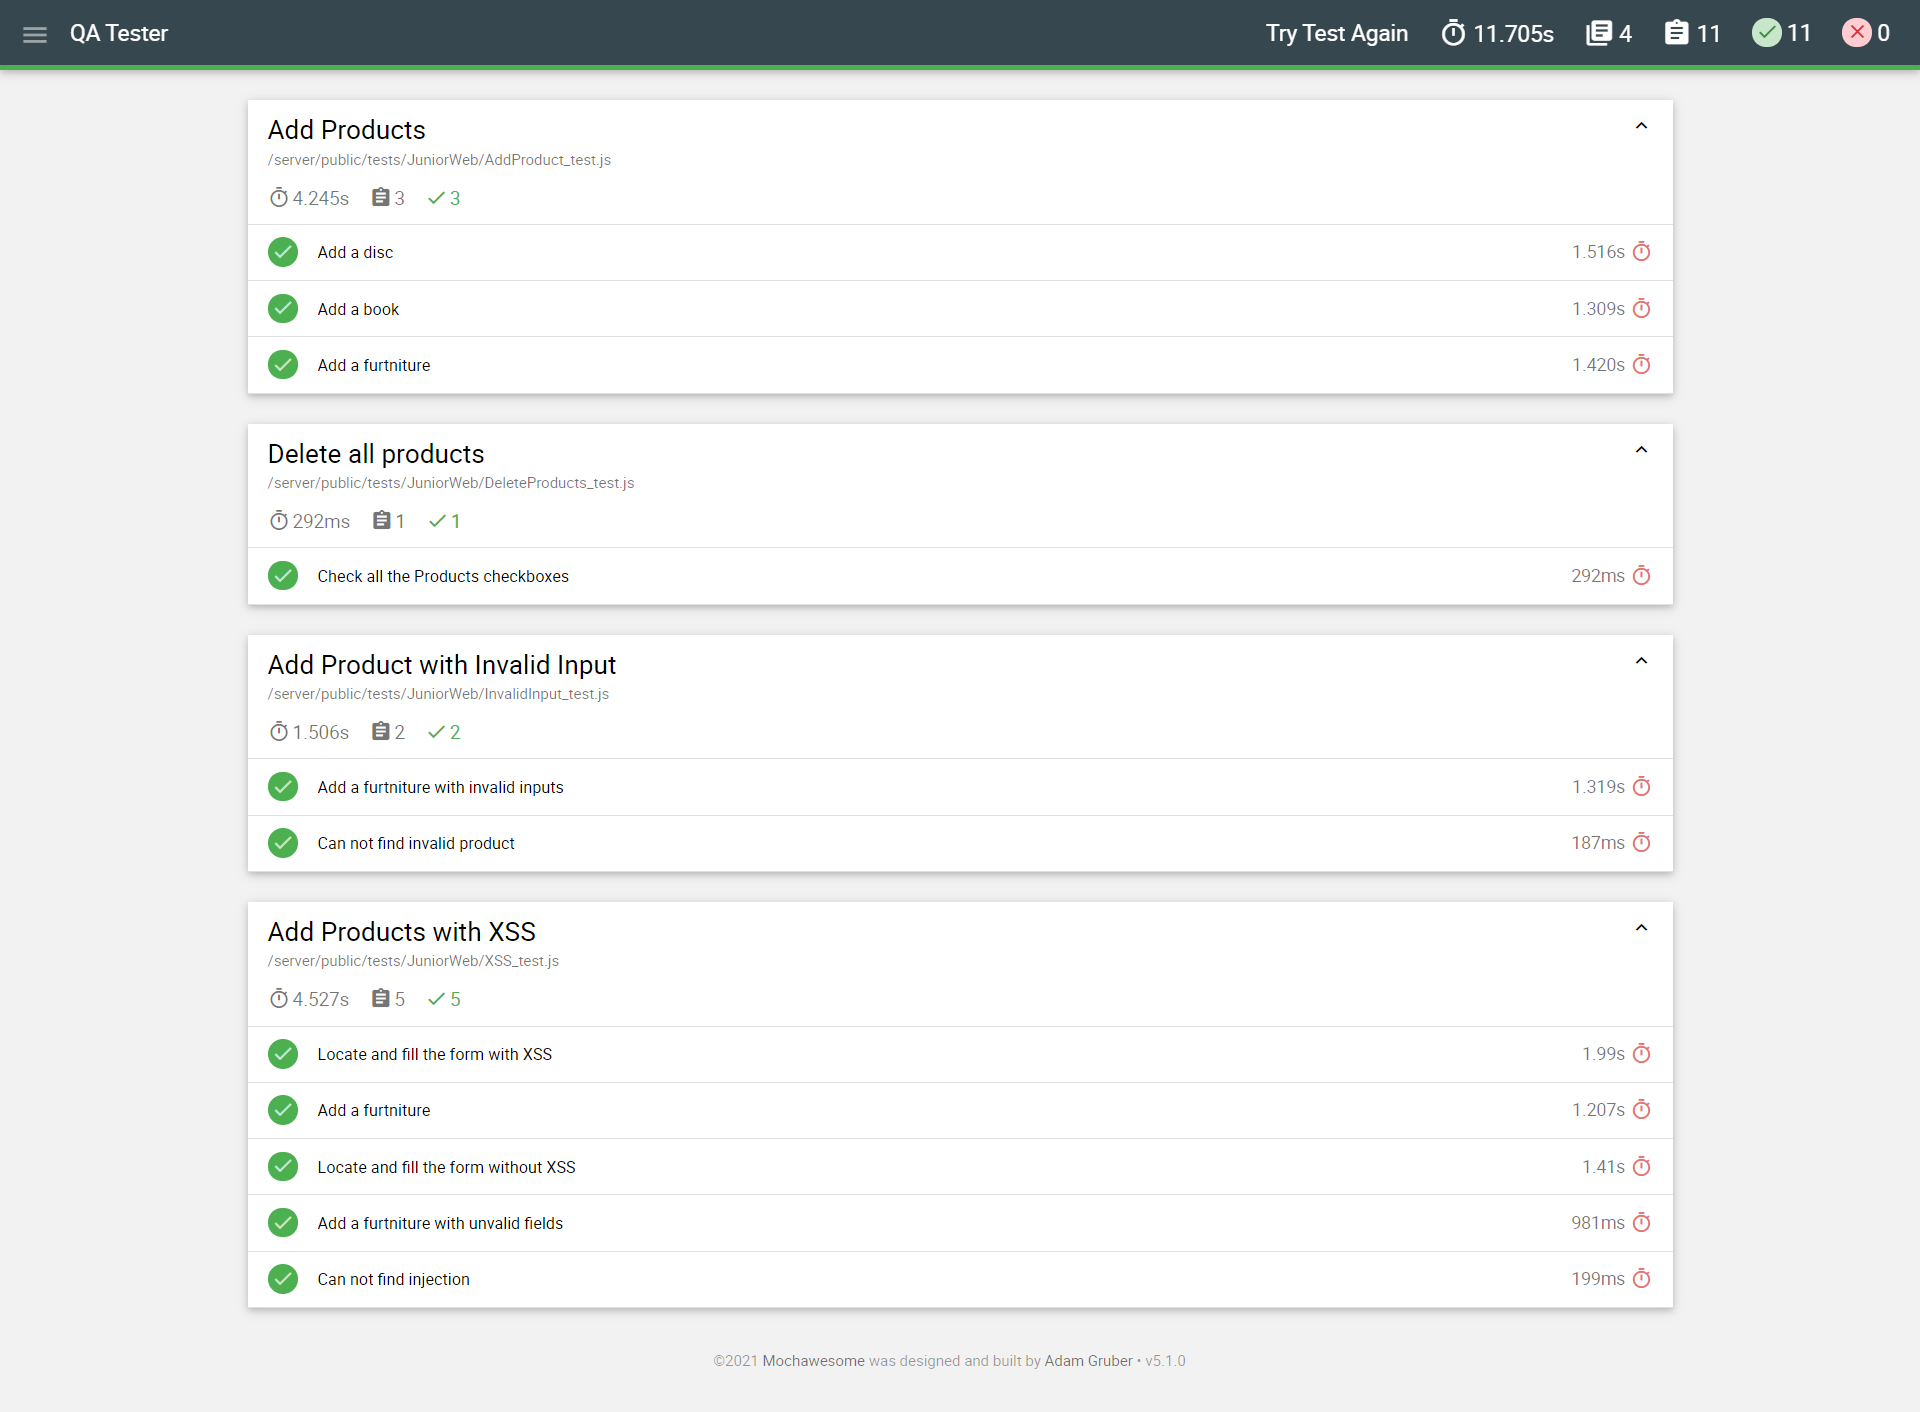 QA Tester
Try Test Again 11.705s 4 11 11 0
Add Products
/server/public/tests/JuniorWeb/AddProduct_test.js
4.245s 3 3
Add a disc 1.516s
Add a book 1.309s
Add a furtniture 1.420s
Delete all products
/server/public/tests/JuniorWeb/DeleteProducts_test.js
292ms 1 1
Check all the Products checkboxes 292ms
Add Product with Invalid Input
/server/public/tests/JuniorWeb/InvalidInput_test.js
1.506s 2 2
Add a furtniture with invalid inputs 1.319s
Can not find invalid product 187ms
Add Products with XSS
/server/public/tests/JuniorWeb/XSS_test.js
4.527s 5 5
Locate and fill the form with XSS 1.99s
Add a furtniture 1.207s
Locate and fill the form without XSS 1.41s
Add a furtniture with unvalid fields 981ms
Can not find injection 199ms
©2021 Mochawesome was designed and built by Adam Gruber • v5.1.0